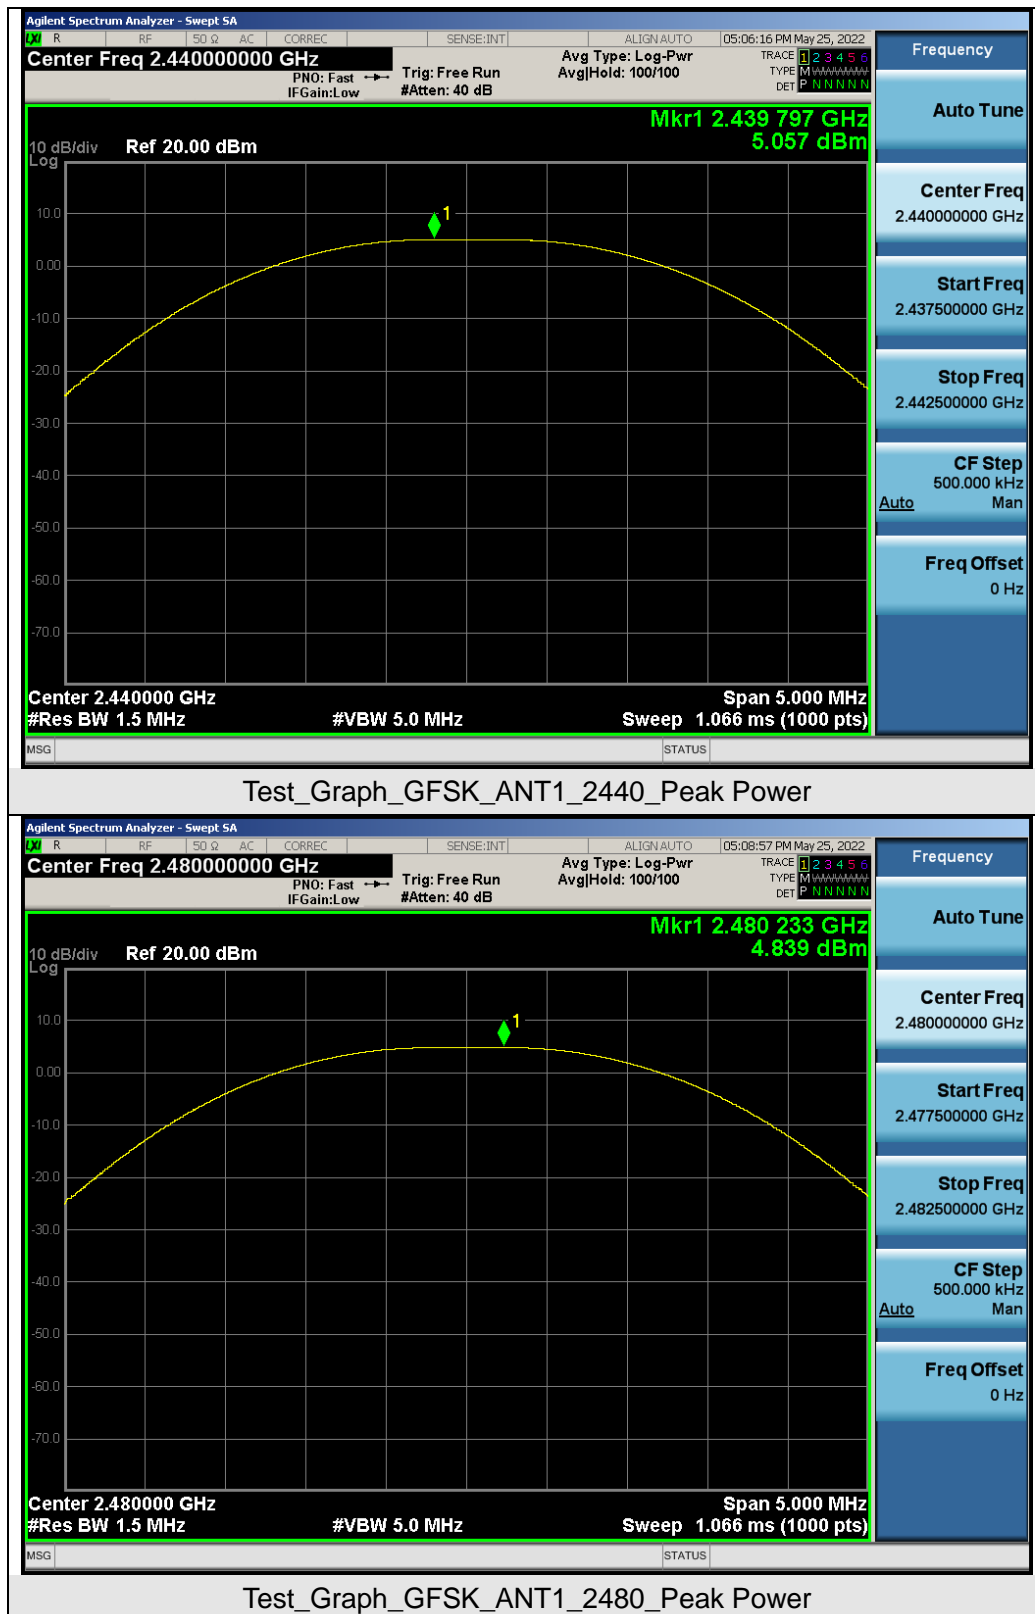 Agilent Spectrum Analyzer - Swept SA
LXI R RF 50 Ω AC CORREC SENSE:INT ALIGN AUTO 05:06:16 PM May 25, 2022
Center Freq 2.440000000 GHz
PNO: Fast
IFGain:Low
Trig: Free Run
#Atten: 40 dB
Avg Type: Log-Pwr
Avg|Hold: 100/100
TRACE 1 2 3 4 5 6
TYPE M WWWWW
DET P N N N N N
Mkr1 2.439 797 GHz
5.057 dBm
10 dB/div Ref 20.00 dBm
Log
1
10.0
0.00
-10.0
-20.0
-30.0
-40.0
-50.0
-60.0
-70.0
Center 2.440000 GHz Span 5.000 MHz
#Res BW 1.5 MHz #VBW 5.0 MHz Sweep 1.066 ms (1000 pts)
MSG STATUS
Frequency
Auto Tune
Center Freq
2.440000000 GHz
Start Freq
2.437500000 GHz
Stop Freq
2.442500000 GHz
CF Step
500.000 kHz
Auto Man
Freq Offset
0 Hz
Test_Graph_GFSK_ANT1_2440_Peak Power
Agilent Spectrum Analyzer - Swept SA
LXI R RF 50 Ω AC CORREC SENSE:INT ALIGN AUTO 05:08:57 PM May 25, 2022
Center Freq 2.480000000 GHz
PNO: Fast
IFGain:Low
Trig: Free Run
#Atten: 40 dB
Avg Type: Log-Pwr
Avg|Hold: 100/100
TRACE 1 2 3 4 5 6
TYPE M WWWWW
DET P N N N N N
Mkr1 2.480 233 GHz
4.839 dBm
10 dB/div Ref 20.00 dBm
Log
1
10.0
0.00
-10.0
-20.0
-30.0
-40.0
-50.0
-60.0
-70.0
Center 2.480000 GHz Span 5.000 MHz
#Res BW 1.5 MHz #VBW 5.0 MHz Sweep 1.066 ms (1000 pts)
MSG STATUS
Frequency
Auto Tune
Center Freq
2.480000000 GHz
Start Freq
2.477500000 GHz
Stop Freq
2.482500000 GHz
CF Step
500.000 kHz
Auto Man
Freq Offset
0 Hz
Test_Graph_GFSK_ANT1_2480_Peak Power